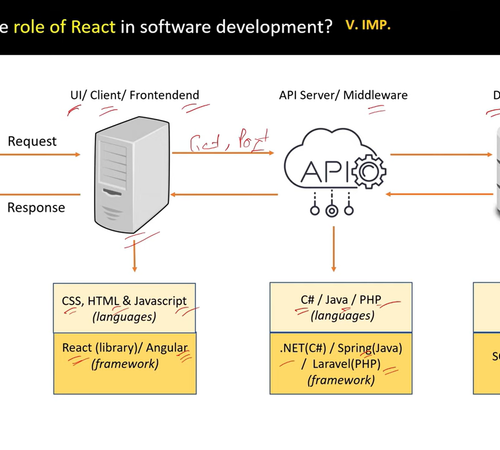 e role of React in software development? V. IMP.
UI/ Client/ Frontendend
API Server/ Middleware
D
Request
Get, Post
API
Response
CSS, HTML & Javascript
(languages)
React (library)/ Angular
(framework)
C# / Java / PHP
(languages)
.NET(C#) / Spring(Java)
/ Laravel(PHP)
(framework)
S